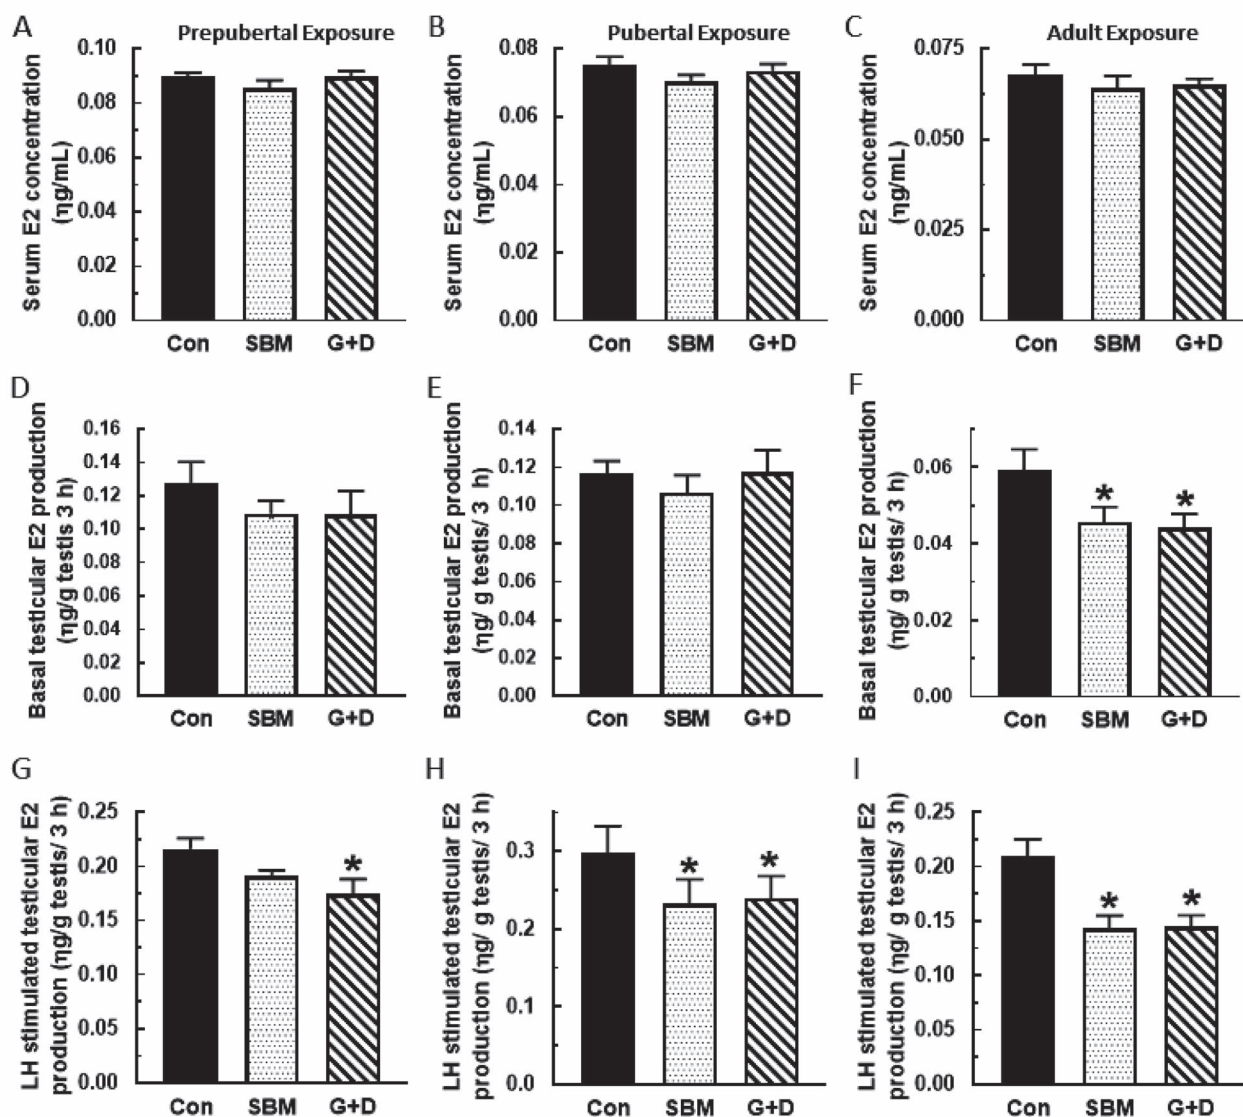 A Prepubertal Exposure
Serum E2 concentration
(ηg/mL)
0.10
0.08
0.06
0.04
0.02
0.00
Con SBM G+D
B Pubertal Exposure
Serum E2 concentration
(ηg/mL)
0.08
0.06
0.04
0.02
0.00
Con SBM G+D
C Adult Exposure
Serum E2 concentration
(ηg/mL)
0.075
0.050
0.025
0.000
Con SBM G+D
D
Basal testicular E2 production
(ηg/g testis 3 h)
0.16
0.14
0.12
0.10
0.08
0.06
0.04
0.02
0.00
Con SBM G+D
E
Basal testicular E2 production
(ηg/ g testis/ 3 h)
0.14
0.12
0.10
0.08
0.06
0.04
0.02
0.00
Con SBM G+D
F
Basal testicular E2 production
(ηg/ g testis/ 3 h)
0.06
0.04
0.02
0.00
* *
Con SBM G+D
G
LH stimulated testicular E2
production (ηg/g testis/ 3 h)
0.25
0.20
0.15
0.10
0.05
0.00
*
Con SBM G+D
H
LH stimulated testicular E2
production (ηg/ g testis/ 3 h)
0.3
0.2
0.1
0.0
* *
Con SBM G+D
I
LH stimulated testicular E2
production (ηg/ g testis/ 3 h)
0.25
0.20
0.15
0.10
0.05
0.00
* *
Con SBM G+D